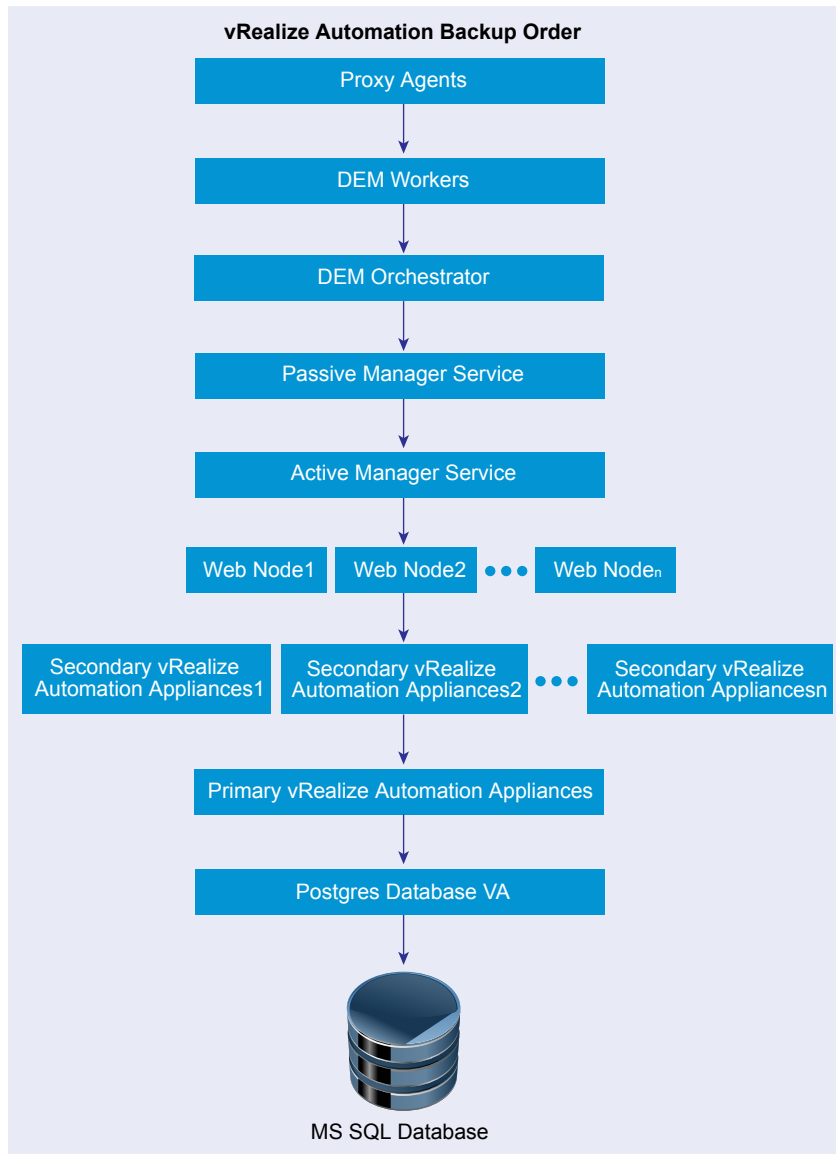 vRealize Automation Backup Order
Proxy Agents
DEM Workers
DEM Orchestrator
Passive Manager Service
Active Manager Service
Web Node1
Web Node2
Web Noden
Secondary vRealize
Automation Appliances1
Secondary vRealize
Automation Appliances2
Secondary vRealize
Automation Appliancesn
Primary vRealize Automation Appliances
Postgres Database VA
MS SQL Database